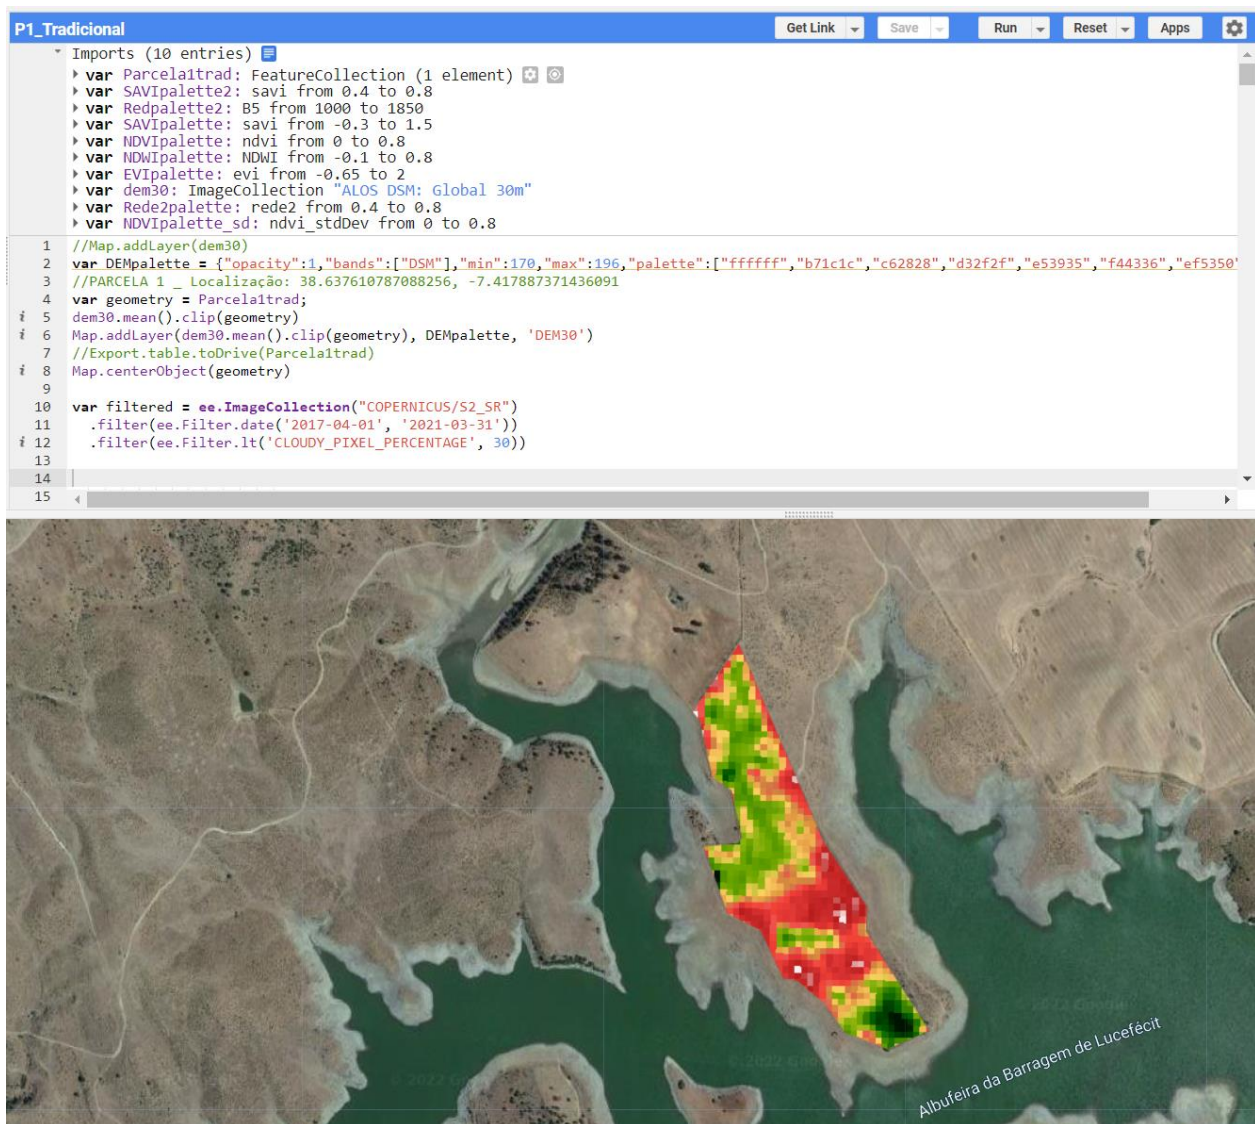 P1_Tradicional
Get Link Save Run Reset Apps
Imports (10 entries)
var Parcela1trad: FeatureCollection (1 element)
var SAVIpalette2: savi from 0.4 to 0.8
var Redpalette2: B5 from 1000 to 1850
var SAVIpalette: savi from -0.3 to 1.5
var NDVIpalette: ndvi from 0 to 0.8
var NDWIpalette: NDWI from -0.1 to 0.8
var EVIpalette: evi from -0.65 to 2
var dem30: ImageCollection "ALOS DSM: Global 30m"
var Rede2palette: rede2 from 0.4 to 0.8
var NDVIpalette_sd: ndvi_stdDev from 0 to 0.8
1 //Map.addLayer(dem30)
2 var DEMpalette = {"opacity":1,"bands":["DSM"],"min":170,"max":196,"palette":["ffffff","b71c1c","c62828","d32f2f","e53935","f44336","ef5350"
3 //PARCELA 1 _ Localização: 38.637610787088256, -7.417887371436091
4 var geometry = Parcela1trad;
i 5 dem30.mean().clip(geometry)
i 6 Map.addLayer(dem30.mean().clip(geometry), DEMpalette, 'DEM30')
7 //Export.table.toDrive(Parcela1trad)
i 8 Map.centerObject(geometry)
9
10 var filtered = ee.ImageCollection("COPERNICUS/S2_SR")
11 .filter(ee.Filter.date('2017-04-01', '2021-03-31'))
i 12 .filter(ee.Filter.lt('CLOUDY_PIXEL_PERCENTAGE', 30))
13
14
15
Albufeira da Barragem de Lucefécit